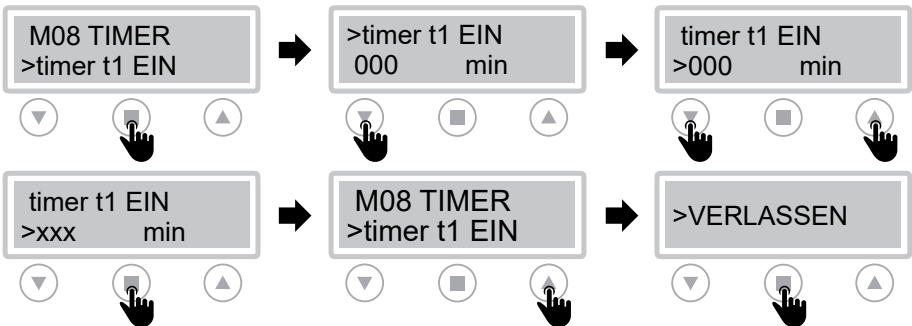 M08 TIMER
>timer t1 EIN
>timer t1 EIN
000 min
timer t1 EIN
>000 min
timer t1 EIN
>xxx min
M08 TIMER
>timer t1 EIN
>VERLASSEN